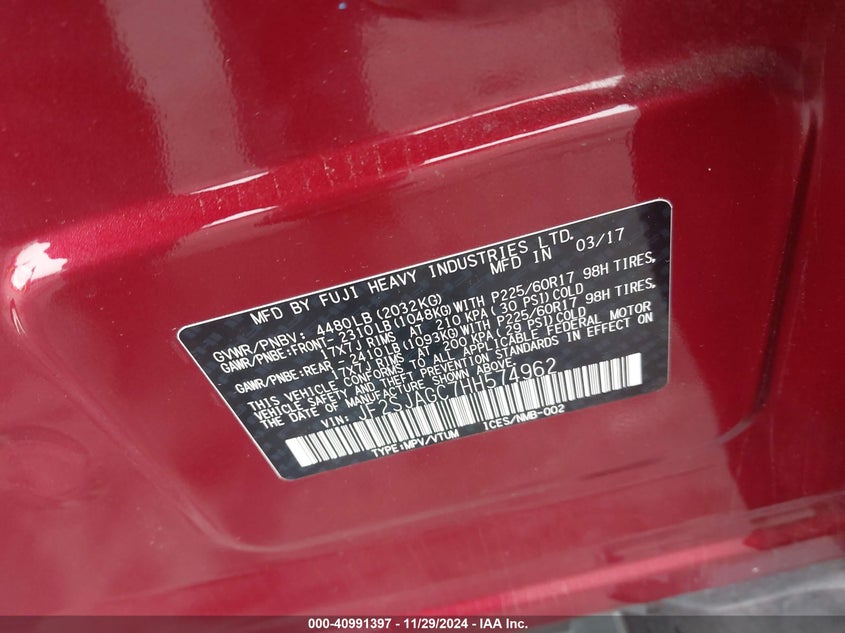 MFD BY FUJI HEAVY INDUSTRIES LTD.
MFD IN 03/17
GVWR/PNBV: 4480LB (2032KG)
GAWR/PNBE:FRONT- 2310LB(1048KG)WITH P225/60R17 98H TIRES.
17X7J RIMS AT 210 KPA( 30 PSI)COLD
GAWR/PNBE:REAR - 2410LB(1093KG)WITH P225/60R17 98H TIRES.
17X7J RIMS AT 200 KPA( 29 PSI)COLD
THIS VEHICLE CONFORMS TO ALL APPLICABLE FEDERAL MOTOR
VEHICLE SAFETY AND THEFT PREVENTION STANDARDS IN EFFECT ON
THE DATE OF MANUFACTURE SHOWN ABOVE.
VIN: JF2SJAGC7HH574962
TYPE:MPV/VTUM ICES/NMB-002
000-40991397 - 11/29/2024 - IAA Inc.